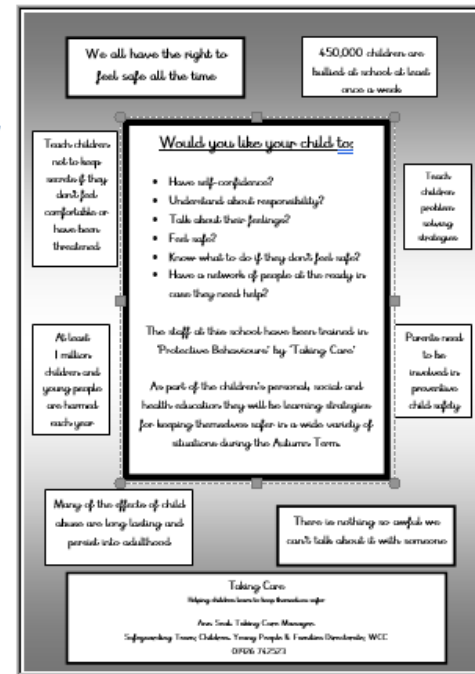 We all have the right to
feel safe all the time
450,000 children are
bullied at school at least
once a week
Teach children
not to keep
secrets if they
don't feel
comfortable or
have been
threatened
Would you like your child to:
• Have self-confidence?
• Understand about responsibility?
• Talk about their feelings?
• Feel safe?
• Know what to do if they don't feel safe?
• Have a network of people at the ready in
case they need help?
Teach
children
problem
solving
strategies
The staff at this school have been trained in
'Protective Behaviours' by 'Taking Care'
As part of the children's personal, social and
health education they will be learning strategies
for keeping themselves safer in a wide variety of
situations during the Autumn Term.
At least
1 million
children and
young people
are harmed
each year
Parents need
to be
involved in
preventive
child safety
Many of the effects of child
abuse are long-lasting and
persist into adulthood
There is nothing so awful we
can't talk about it with someone
Taking Care
Helping children learn to keep themselves safer
Ann Seal: Taking Care Manager.
Safeguarding Team; Children, Young People & Families Directorate, WCC
01926 742523